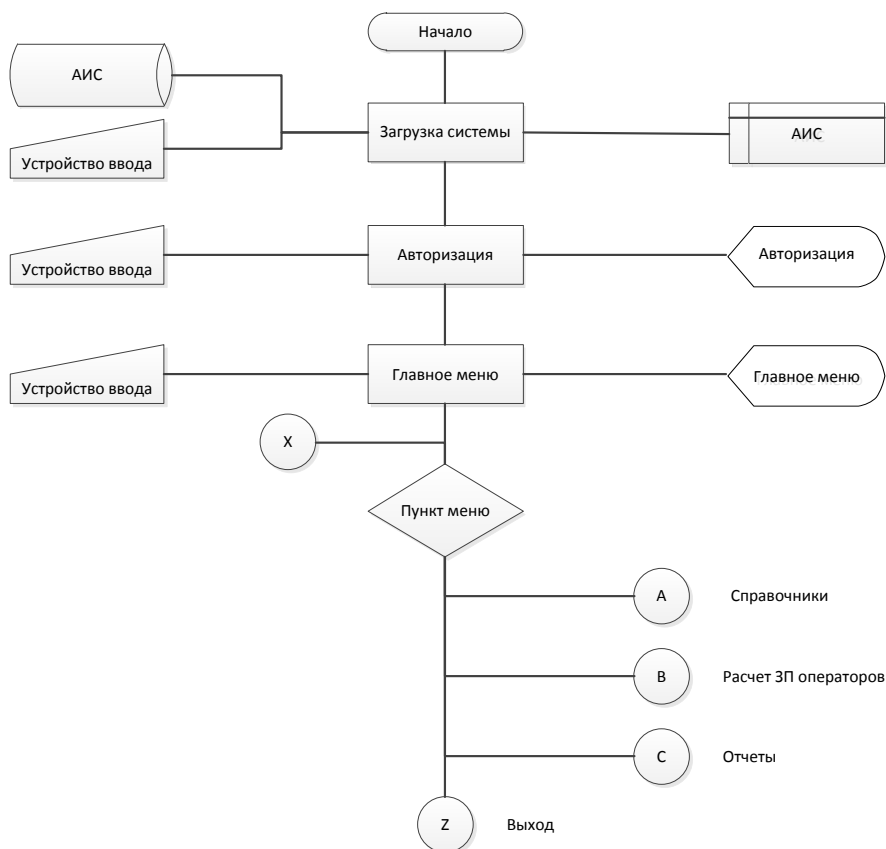 Начало
АИС
Загрузка системы
АИС
Устройство ввода
Авторизация
Авторизация
Устройство ввода
Главное меню
Главное меню
Устройство ввода
X
Пункт меню
A
Справочники
B
Расчет ЗП операторов
C
Отчеты
Z
Выход